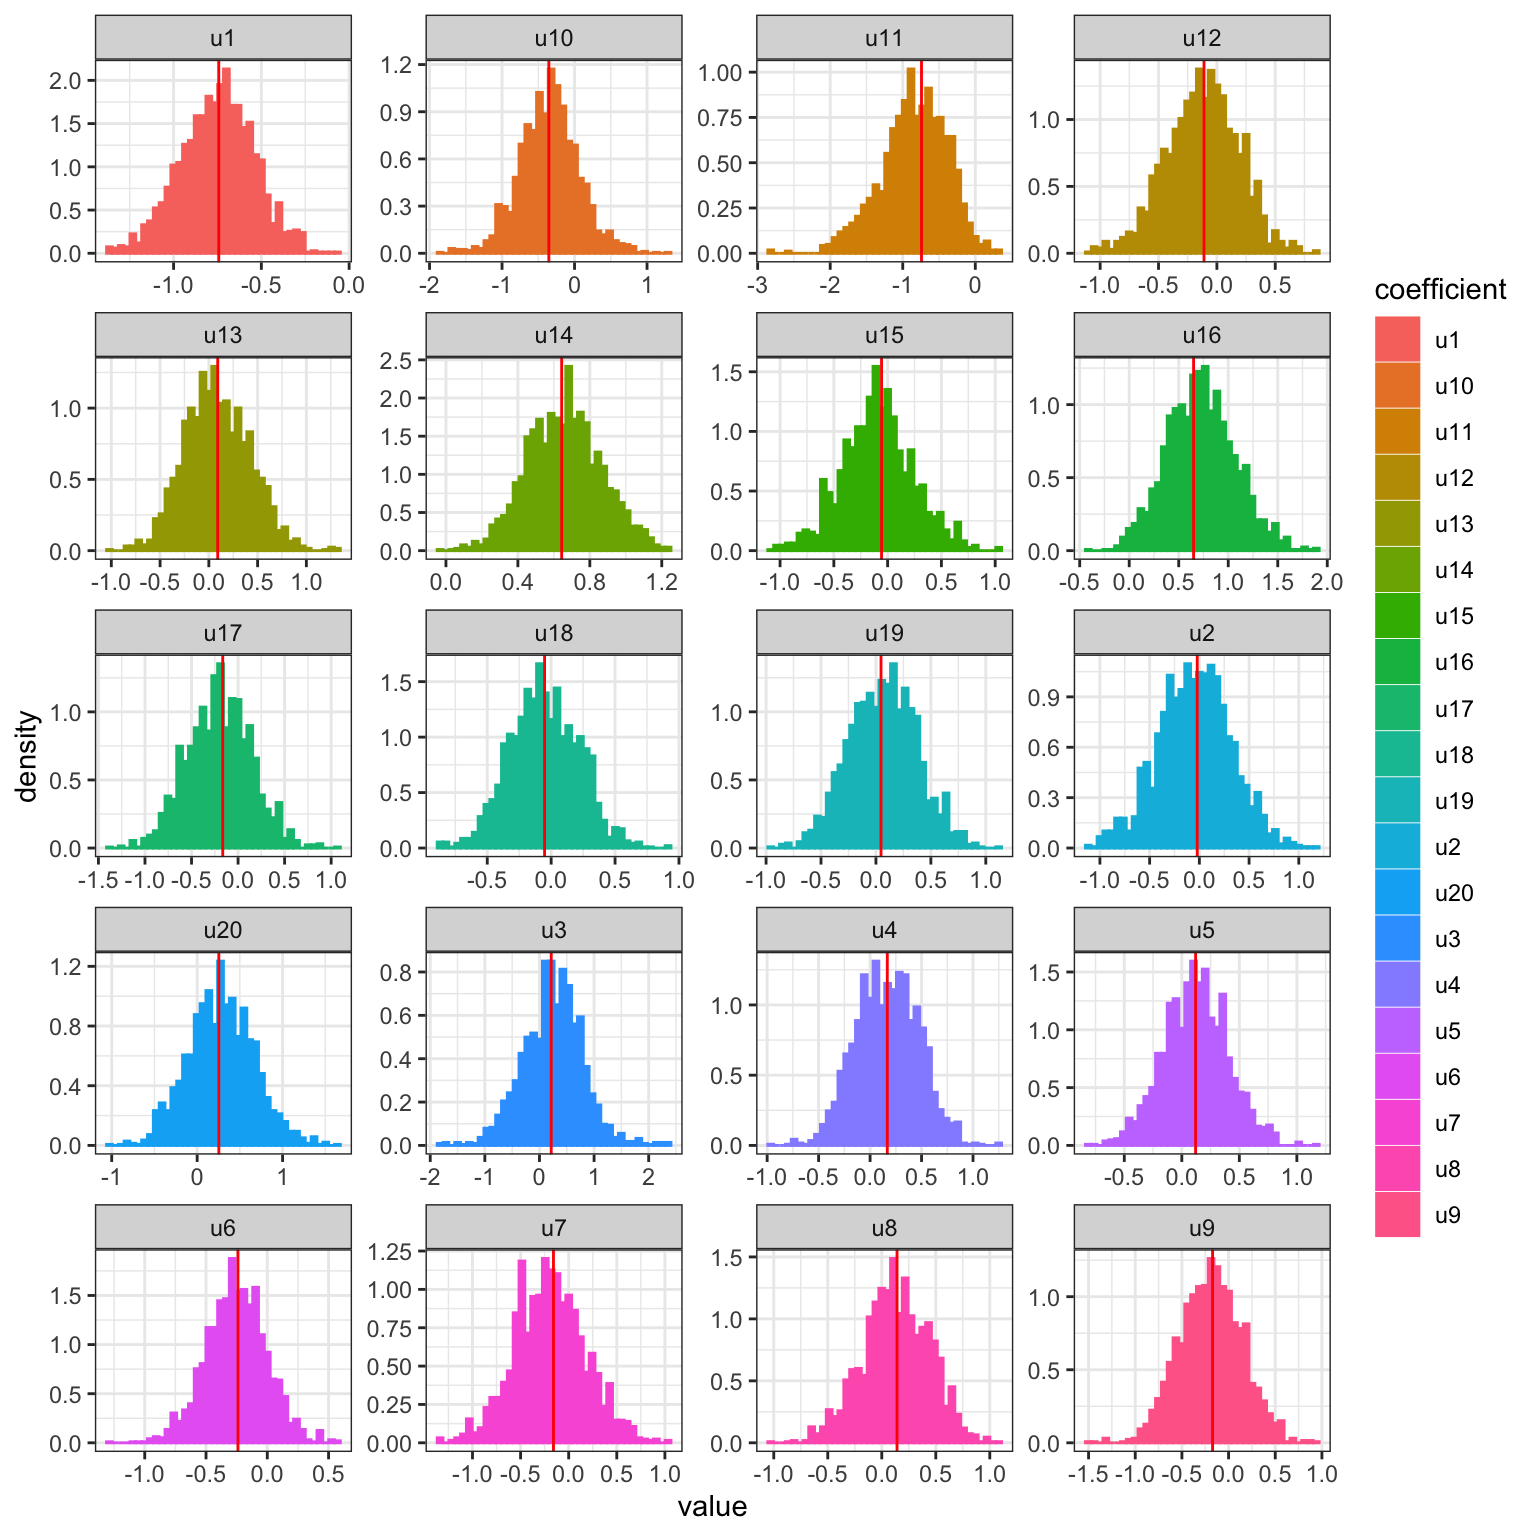 u1 u10 u11 u12
2.0 1.5 1.0 0.5 0.0
1.2 0.9 0.6 0.3 0.0
1.00 0.75 0.50 0.25 0.00
1.0 0.5 0.0
-1.0 -0.5 0.0
-2 -1 0 1
-3 -2 -1 0
-1.0 -0.5 0.0 0.5
u13 u14 u15 u16
1.0 0.5 0.0
2.5 2.0 1.5 1.0 0.5 0.0
1.5 1.0 0.5 0.0
1.0 0.5 0.0
-1.0 -0.5 0.0 0.5 1.0
0.0 0.4 0.8 1.2
-1.0 -0.5 0.0 0.5 1.0
-0.5 0.0 0.5 1.0 1.5 2.0
u17 u18 u19 u2
1.0 0.5 0.0
1.5 1.0 0.5 0.0
1.0 0.5 0.0
0.9 0.6 0.3 0.0
-1.5 -1.0 -0.5 0.0 0.5 1.0
-0.5 0.0 0.5 1.0
-1.0 -0.5 0.0 0.5 1.0
-1.0 -0.5 0.0 0.5 1.0
u20 u3 u4 u5
1.2 0.8 0.4 0.0
0.8 0.6 0.4 0.2 0.0
1.0 0.5 0.0
1.5 1.0 0.5 0.0
-1 0 1
-2 -1 0 1 2
-1.0 -0.5 0.0 0.5 1.0
-0.5 0.0 0.5 1.0
u6 u7 u8 u9
1.5 1.0 0.5 0.0
1.25 1.00 0.75 0.50 0.25 0.00
1.5 1.0 0.5 0.0
1.0 0.5 0.0
-1.0 -0.5 0.0 0.5
-1.0 -0.5 0.0 0.5 1.0
-1.0 -0.5 0.0 0.5 1.0
-1.5 -1.0 -0.5 0.0 0.5 1.0
density
value
coefficient
u1
u10
u11
u12
u13
u14
u15
u16
u17
u18
u19
u2
u20
u3
u4
u5
u6
u7
u8
u9